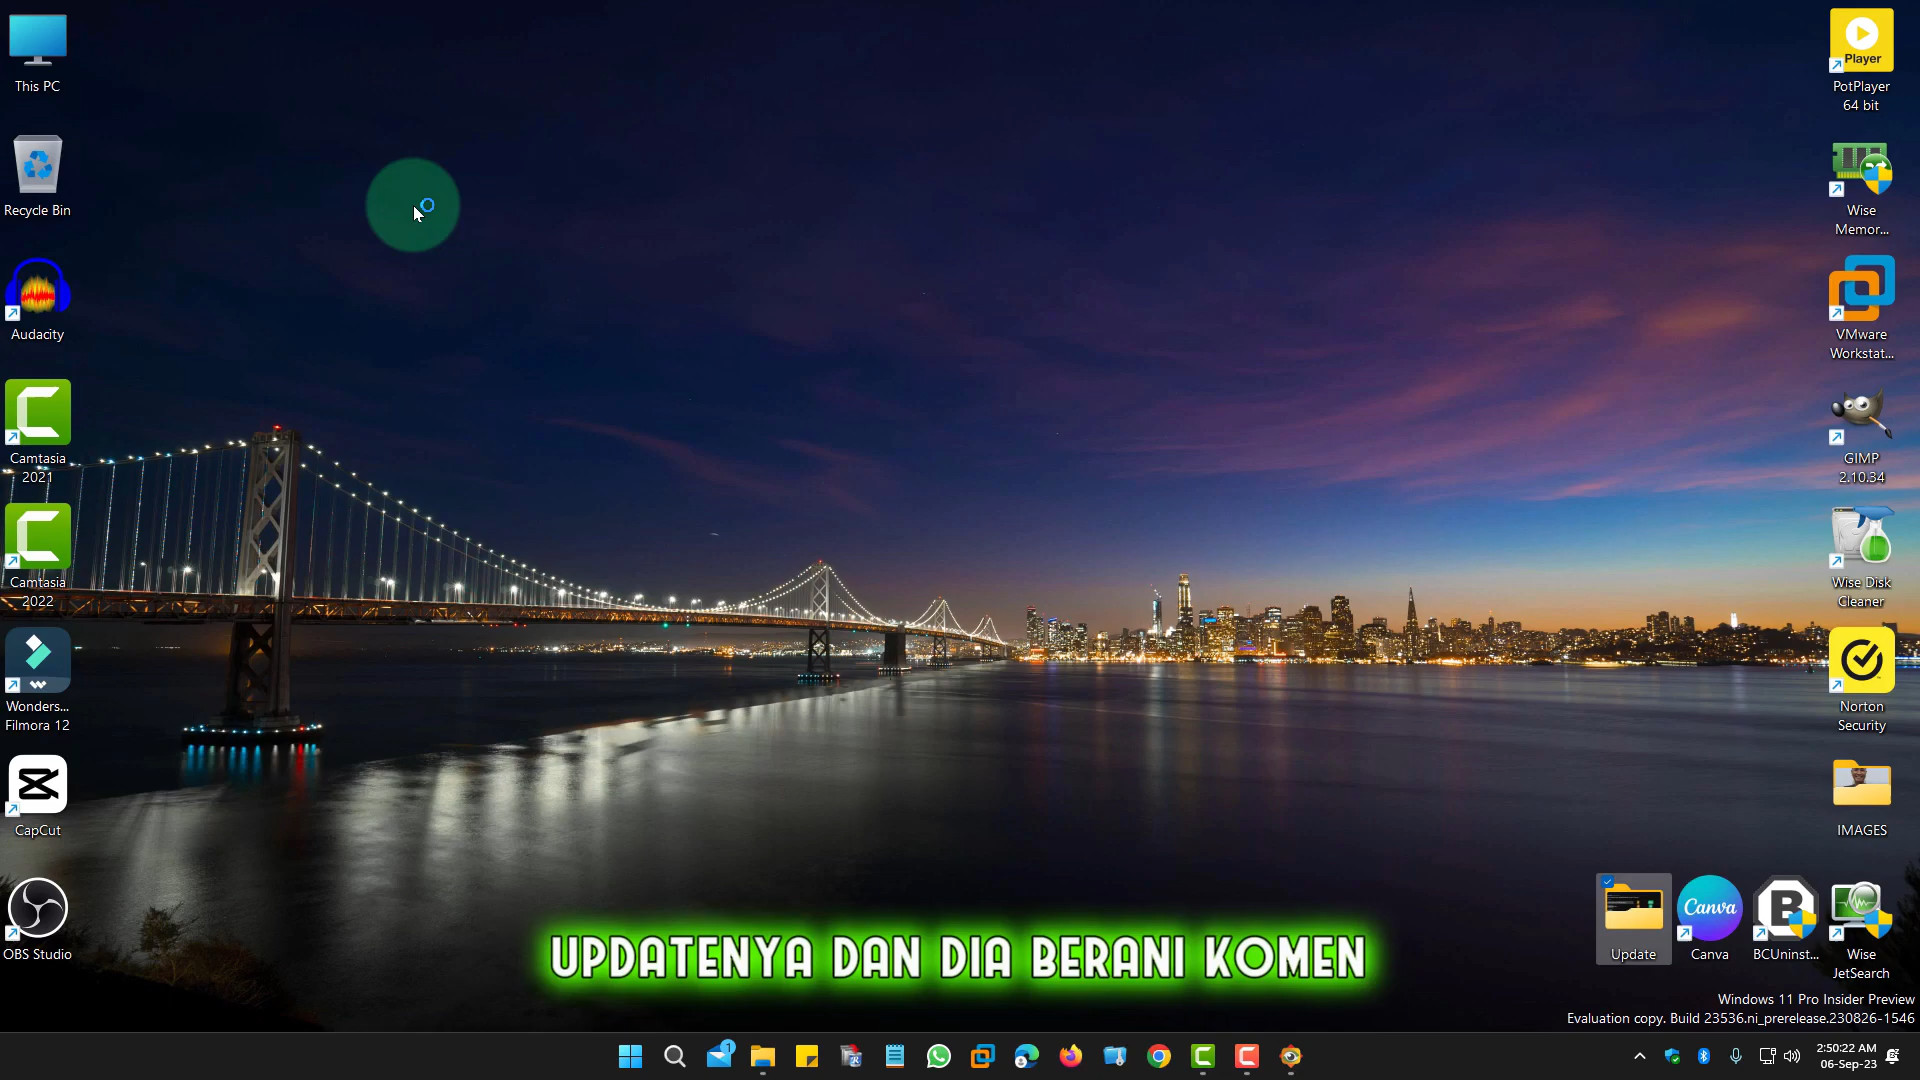 This PC
Recycle Bin
Audacity
Camtasia
2021
Camtasia
2022
Wonders...
Filmora 12
CapCut
OBS Studio
Player
PotPlayer
64 bit
Wise
Memor...
VMware
Workstat...
GIMP
2.10.34
Wise Disk
Cleaner
Norton
Security
IMAGES
Update
Canva
Canva
B
BCUninst...
Wise
JetSearch
UPDATENYA DAN DIA BERANI KOMEN
Windows 11 Pro Insider Preview
Evaluation copy. Build 23536.ni_prerelease.230826-1546
1
2:50:22 AM
06-Sep-23